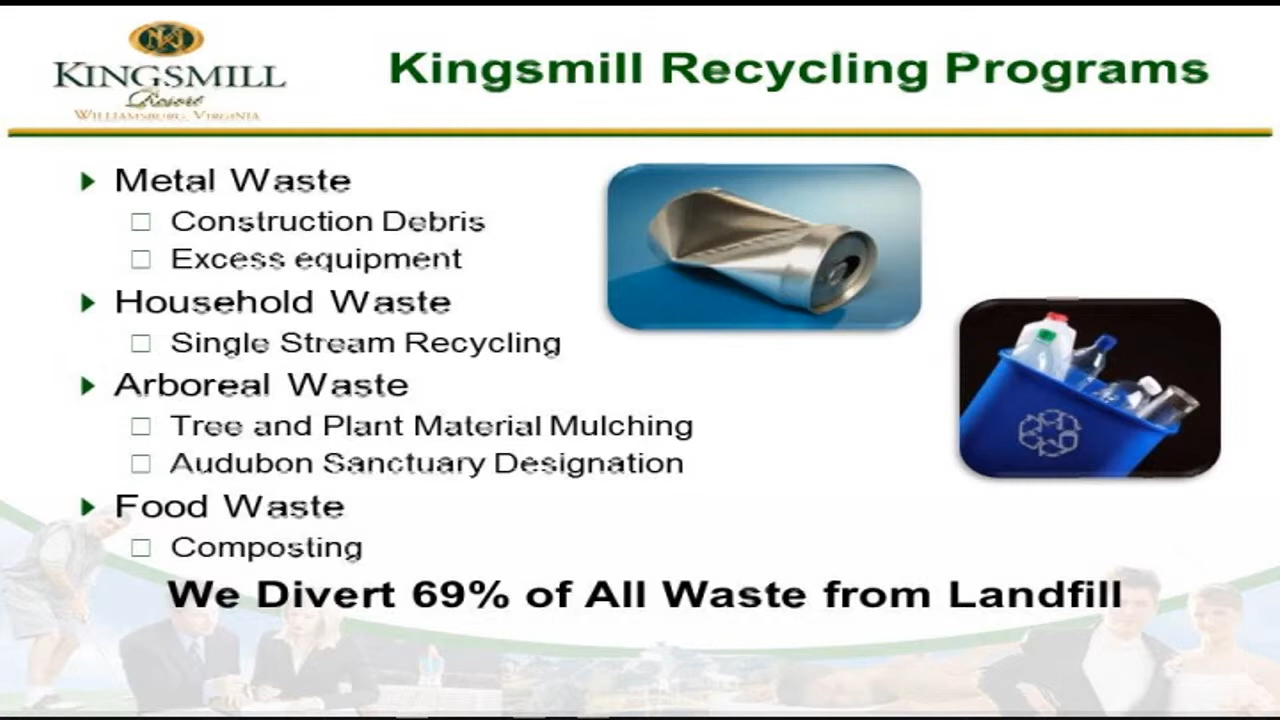 KINGSMILL
Resort
WILLIAMSBURG, VIRGINIA
Kingsmill Recycling Programs
Metal Waste
Construction Debris
Excess equipment
Household Waste
Single Stream Recycling
Arboreal Waste
Tree and Plant Material Mulching
Audubon Sanctuary Designation
Food Waste
Composting
We Divert 69% of All Waste from Landfill